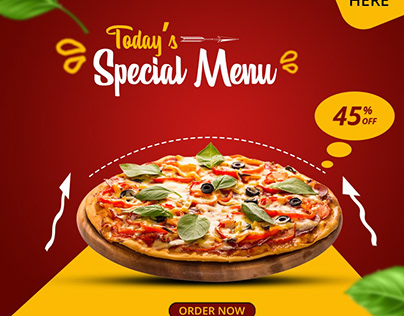 HERE
Today's
Special Menu
45%
OFF
ORDER NOW